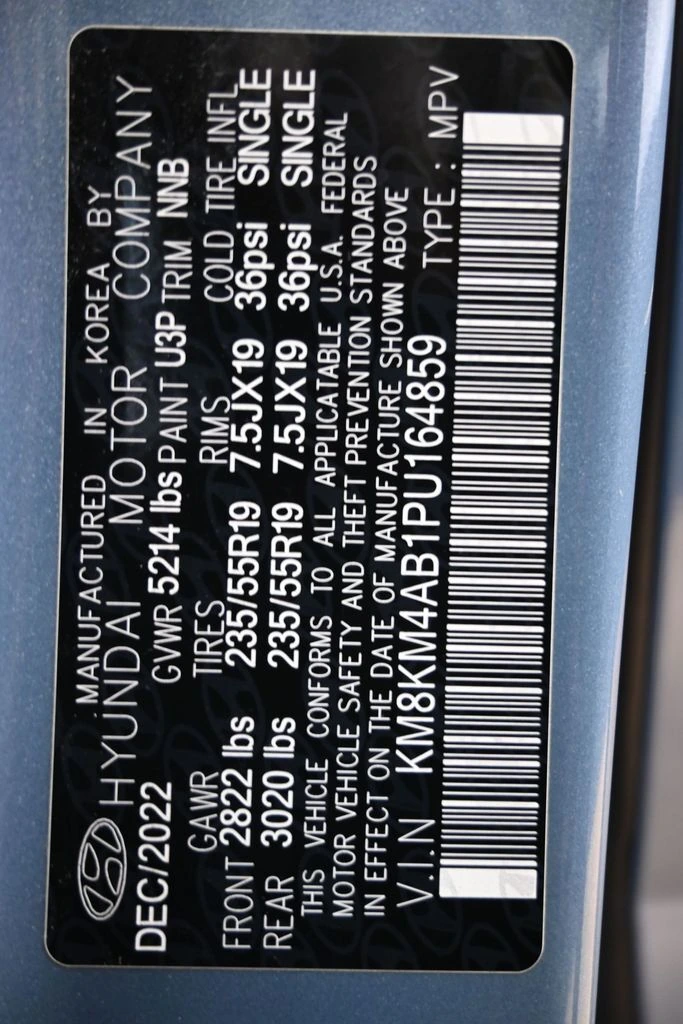 MANUFACTURED IN KOREA BY
HYUNDAI MOTOR COMPANY
DEC/2022 GVWR 5214 lbs PAINT U3P TRIM NNB
GAWR TIRES RIMS COLD TIRE INFL
FRONT 2822 lbs 235/55R19 7.5JX19 36psi SINGLE
REAR 3020 lbs 235/55R19 7.5JX19 36psi SINGLE
THIS VEHICLE CONFORMS TO ALL APPLICATABLE U.S.A. FEDERAL
MOTOR VEHICLE SAFETY AND THEFT PREVENTION STANDARDS
IN EFFECT ON THE DATE OF MANUFACTURE SHOWN ABOVE
V.I.N KM8KM4AB1PU164859 TYPE : MPV